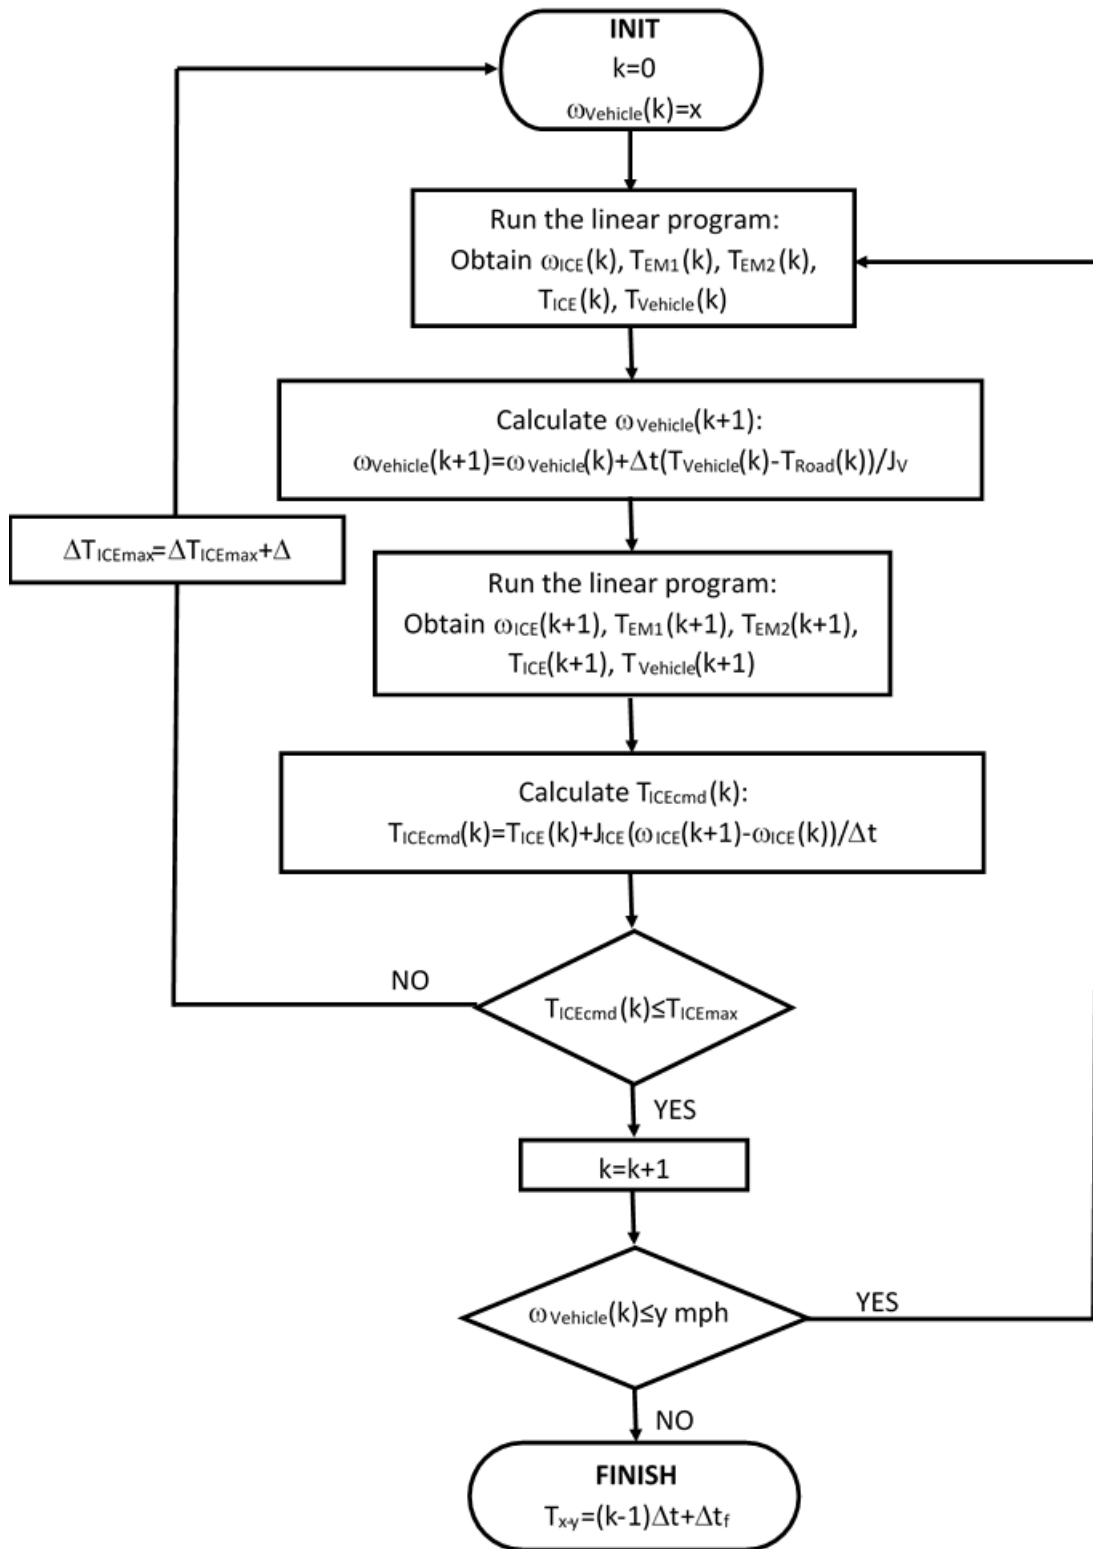 INIT
k=0
ωVehicle(k)=x
Run the linear program:
Obtain ωICE(k), TEM1(k), TEM2(k),
TICE(k), TVehicle(k)
Calculate ωVehicle(k+1):
ωVehicle(k+1)=ωVehicle(k)+Δt(TVehicle(k)-TRoad(k))/JV
ΔTICEmax=ΔTICEmax+Δ
Run the linear program:
Obtain ωICE(k+1), TEM1(k+1), TEM2(k+1),
TICE(k+1), TVehicle(k+1)
Calculate TICEcmd(k):
TICEcmd(k)=TICE(k)+JICE(ωICE(k+1)-ωICE(k))/Δt
NO
TICEcmd(k)≤TICEmax
YES
k=k+1
ωVehicle(k)≤y mph
YES
NO
FINISH
Tx-y=(k-1)Δt+Δtf